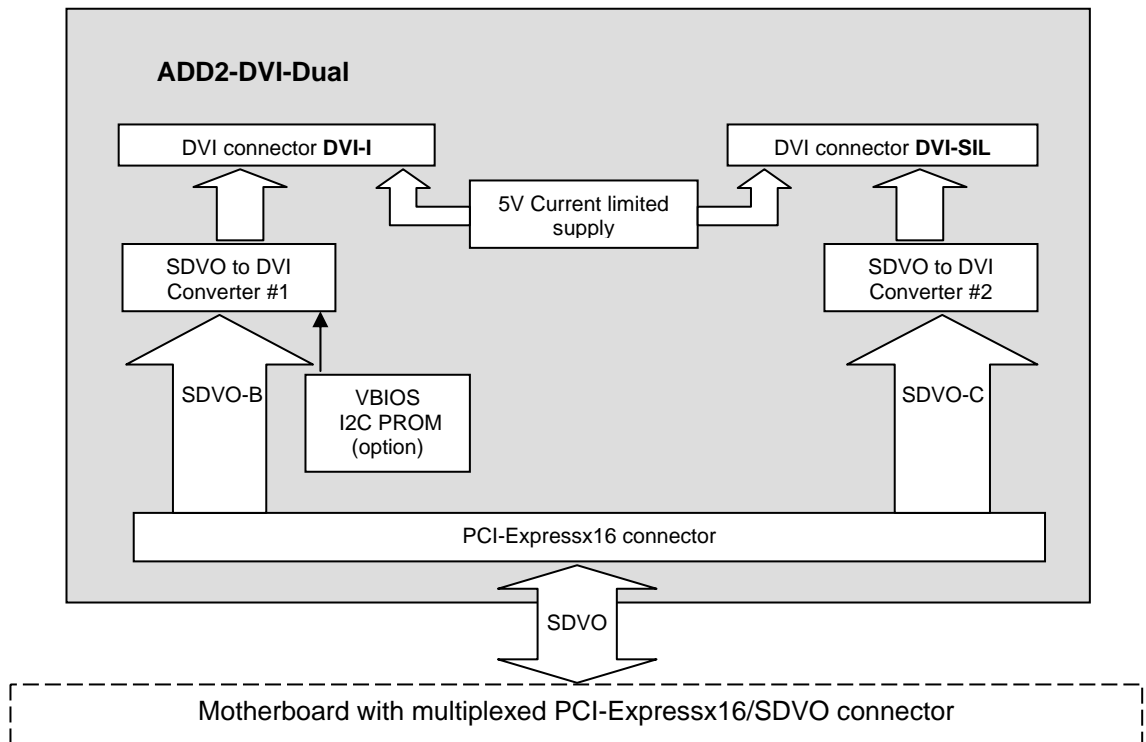 ADD2-DVI-Dual
DVI connector DVI-I
DVI connector DVI-SIL
5V Current limited
supply
SDVO to DVI
Converter #1
SDVO to DVI
Converter #2
SDVO-B
VBIOS
I2C PROM
(option)
SDVO-C
PCI-Expressx16 connector
SDVO
Motherboard with multiplexed PCI-Expressx16/SDVO connector